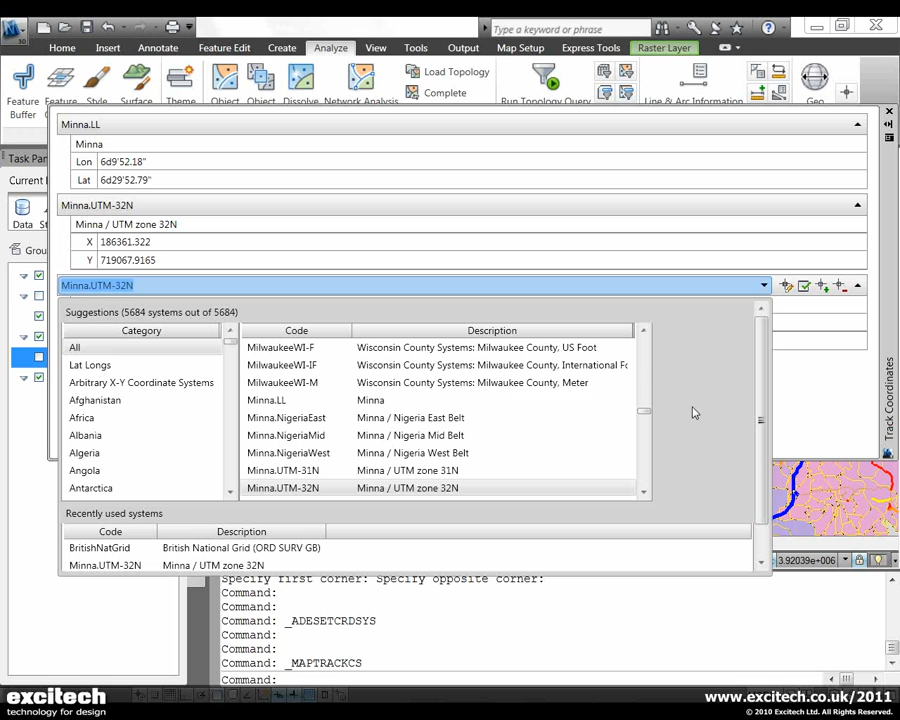 Type a keyword or phrase
Home Insert Annotate Feature Edit Create Analyze View Tools Output Map Setup Express Tools Raster Layer
Load Topology
Complete
Feature Feature Style Surface Theme Object Object Dissolve Network Analysis Run Topology Query Line & Arc Information Geo
Buffer
Task Pan
Current
Data St
Grou
Minna.LL
Minna
Lon 6d9'52.18"
Lat 6d29'52.79"
Minna.UTM-32N
Minna / UTM zone 32N
X 186361.322
Y 719067.9165
Minna.UTM-32N
Suggestions (5684 systems out of 5684)
Category Code Description
All MilwaukeeWI-F Wisconsin County Systems: Milwaukee County, US Foot
Lat Longs MilwaukeeWI-IF Wisconsin County Systems: Milwaukee County, International Fo
Arbitrary X-Y Coordinate Systems MilwaukeeWI-M Wisconsin County Systems: Milwaukee County, Meter
Afghanistan Minna.LL Minna
Africa Minna.NigeriaEast Minna / Nigeria East Belt
Albania Minna.NigeriaMid Minna / Nigeria Mid Belt
Algeria Minna.NigeriaWest Minna / Nigeria West Belt
Angola Minna.UTM-31N Minna / UTM zone 31N
Antarctica Minna.UTM-32N Minna / UTM zone 32N
Recently used systems
Code Description
BritishNatGrid British National Grid (ORD SURV GB)
Minna.UTM-32N Minna / UTM zone 32N
Track Coordinates
3.92039e+006
Specify first corner: Specify opposite corner:
Command:
Command:
Command: _ADESETCRDSYS
Command:
Command:
Command: _MAPTRACKCS
Command:
excitech
technology for design
www.excitech.co.uk/2011
© 2010 Excitech Ltd. All Rights Reserved.